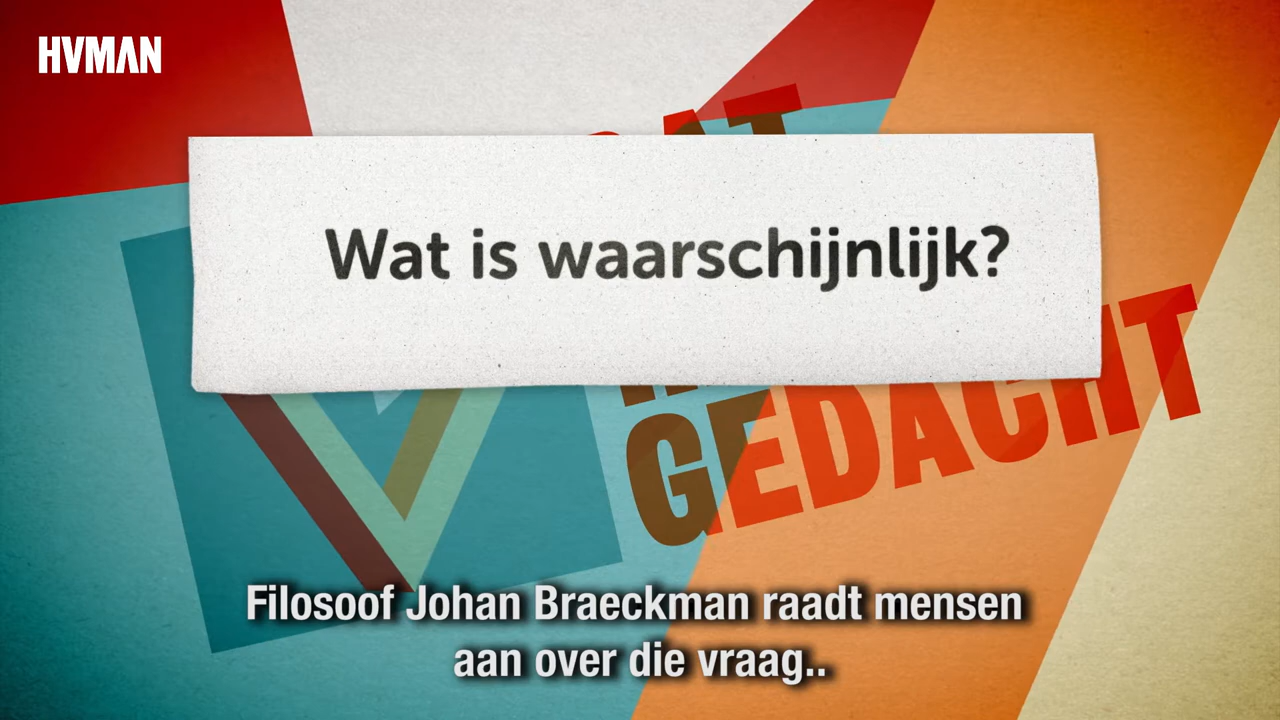 HVMAN
Wat is waarschijnlijk?
GEDACHT
Filosoof Johan Braeckman raadt mensen
aan over die vraag..